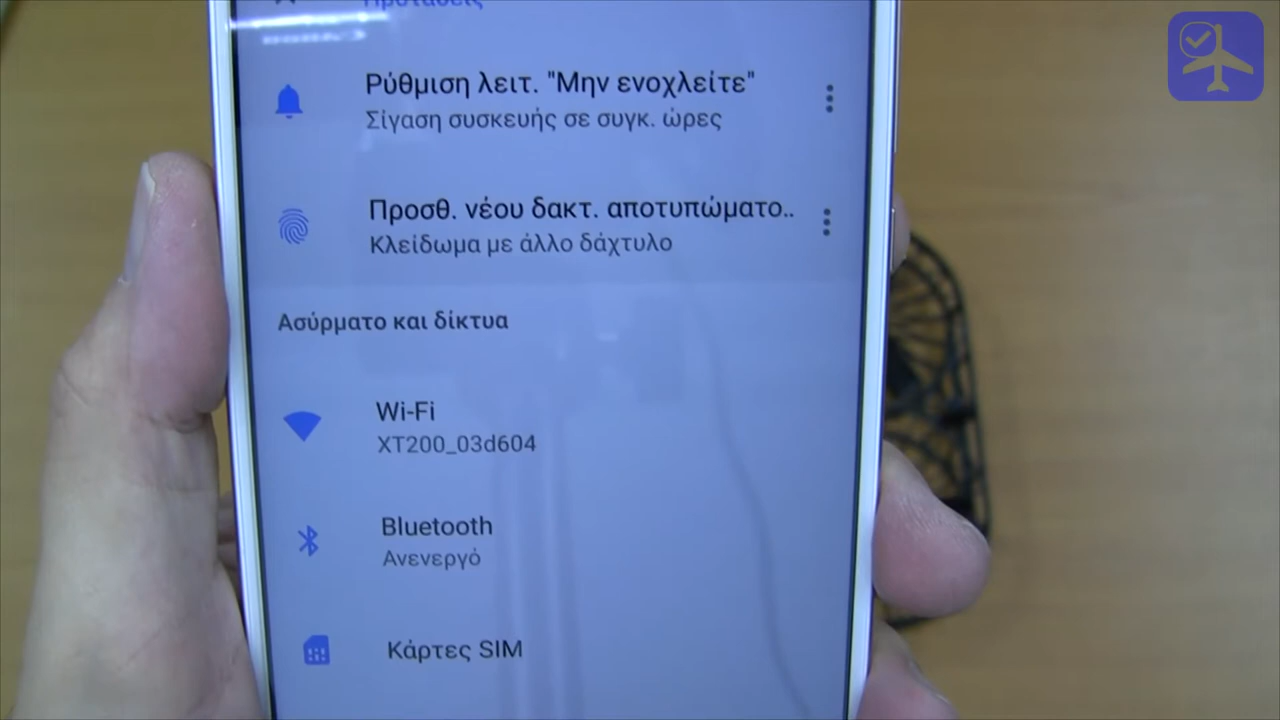 Προτάσεις
Ρύθμιση λειτ. "Μην ενοχλείτε"
Σίγαση συσκευής σε συγκ. ώρες
Προσθ. νέου δακτ. αποτυπώματο..
Κλείδωμα με άλλο δάχτυλο
Ασύρματο και δίκτυα
Wi-Fi
XT200_03d604
Bluetooth
Ανενεργό
Κάρτες SIM